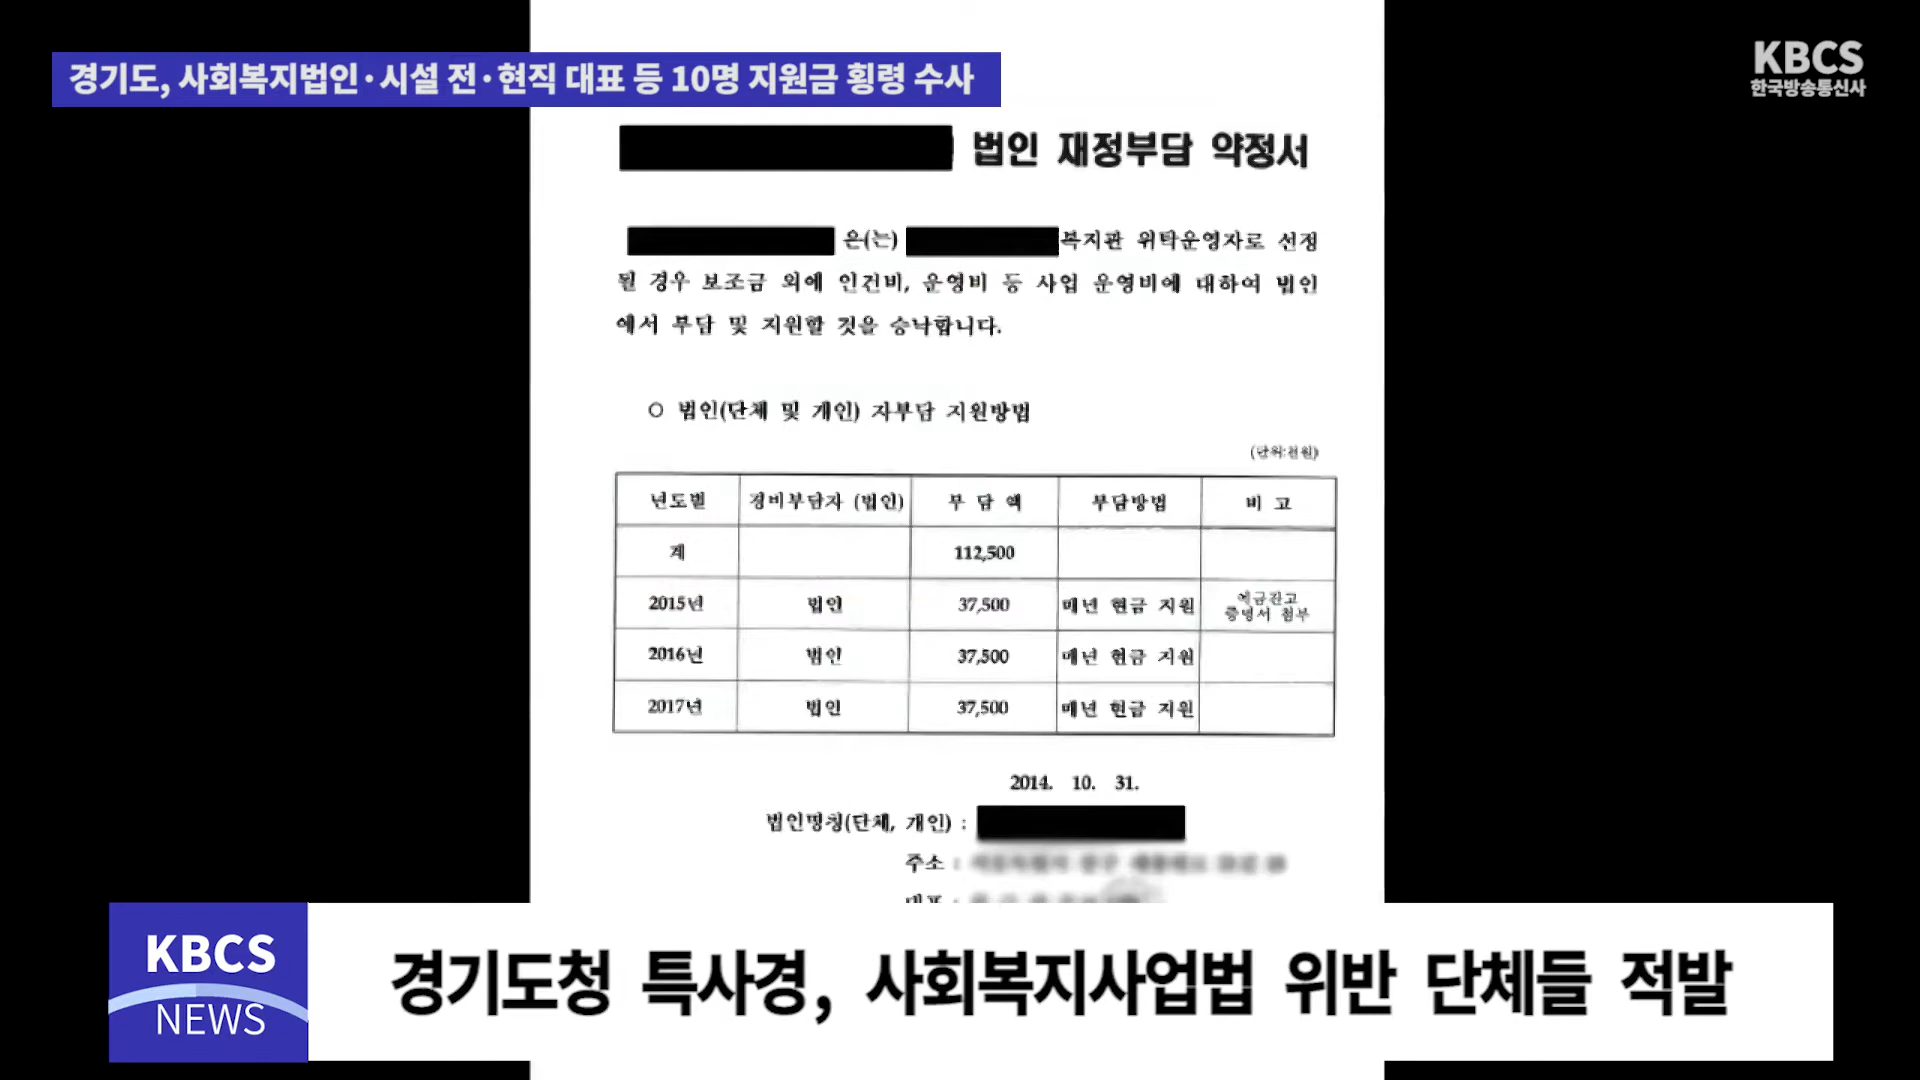 경기도, 사회복지법인·시설 전·현직 대표 등 10명 지원금 횡령 수사
KBCS
한국방송통신사
법인 재정부담 약정서
은(는) 복지관 위탁운영자로 선정
될 경우 보조금 외에 인건비, 운영비 등 사업 운영비에 대하여 법인
에서 부담 및 지원할 것을 승낙합니다.
○ 법인(단체 및 개인) 자부담 지원방법
(단위:천원)
년도별 경비부담자 (법인) 부 담 액 부담방법 비 고
계 112,500
2015년 법인 37,500 매년 현금 지원 예금잔고 증명서 첨부
2016년 법인 37,500 매년 현금 지원
2017년 법인 37,500 매년 현금 지원
2014. 10. 31.
법인명칭(단체, 개인) :
주소 :
대표 :
KBCS
NEWS
경기도청 특사경, 사회복지사업법 위반 단체들 적발